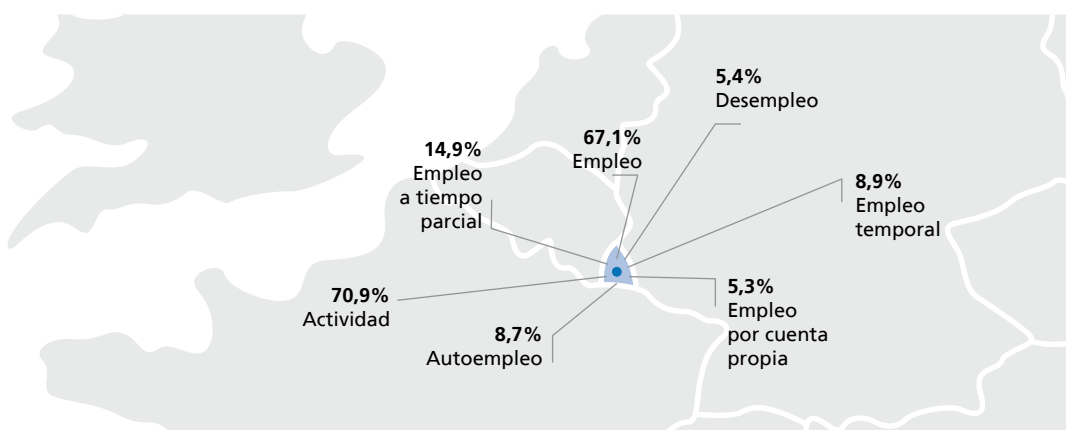 5,4%
Desempleo
67,1%
Empleo
14,9%
Empleo
a tiempo
parcial
8,9%
Empleo
temporal
70,9%
Actividad
8,7%
Autoempleo
5,3%
Empleo
por cuenta
propia